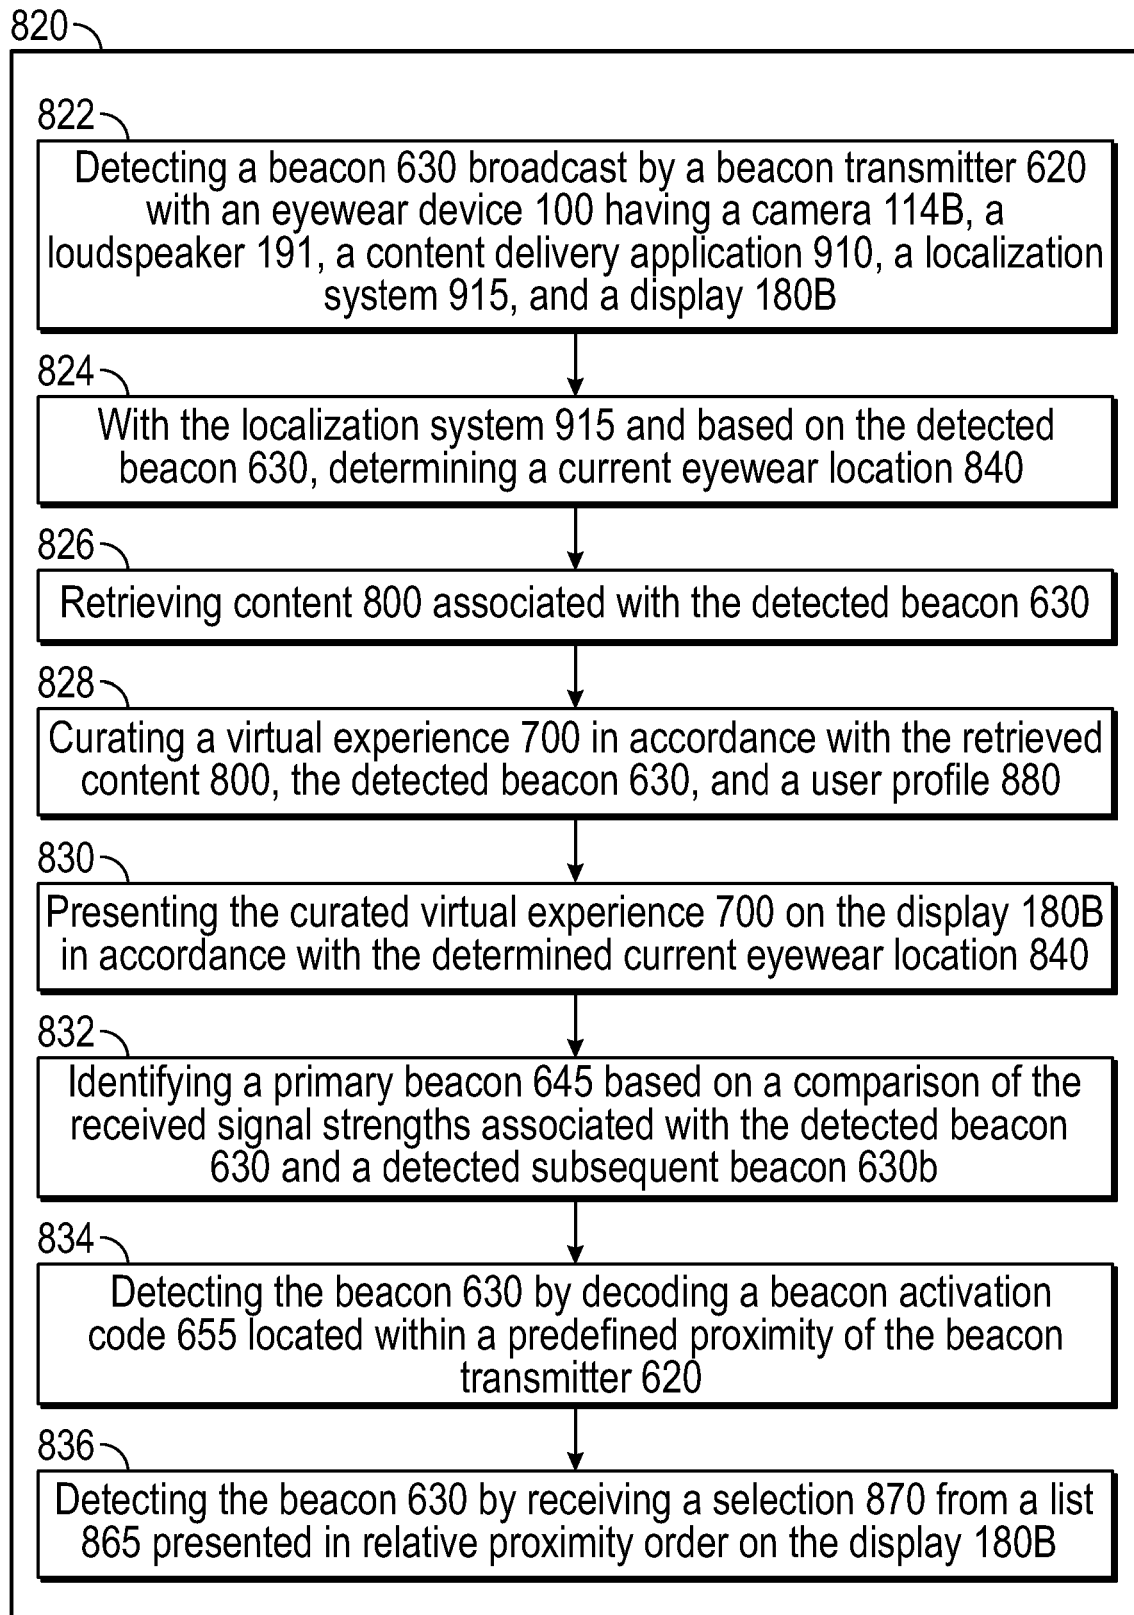 820
822
Detecting a beacon 630 broadcast by a beacon transmitter 620
with an eyewear device 100 having a camera 114B, a
loudspeaker 191, a content delivery application 910, a localization
system 915, and a display 180B
824
With the localization system 915 and based on the detected
beacon 630, determining a current eyewear location 840
826
Retrieving content 800 associated with the detected beacon 630
828
Curating a virtual experience 700 in accordance with the retrieved
content 800, the detected beacon 630, and a user profile 880
830
Presenting the curated virtual experience 700 on the display 180B
in accordance with the determined current eyewear location 840
832
Identifying a primary beacon 645 based on a comparison of the
received signal strengths associated with the detected beacon
630 and a detected subsequent beacon 630b
834
Detecting the beacon 630 by decoding a beacon activation
code 655 located within a predefined proximity of the beacon
transmitter 620
836
Detecting the beacon 630 by receiving a selection 870 from a list
865 presented in relative proximity order on the display 180B